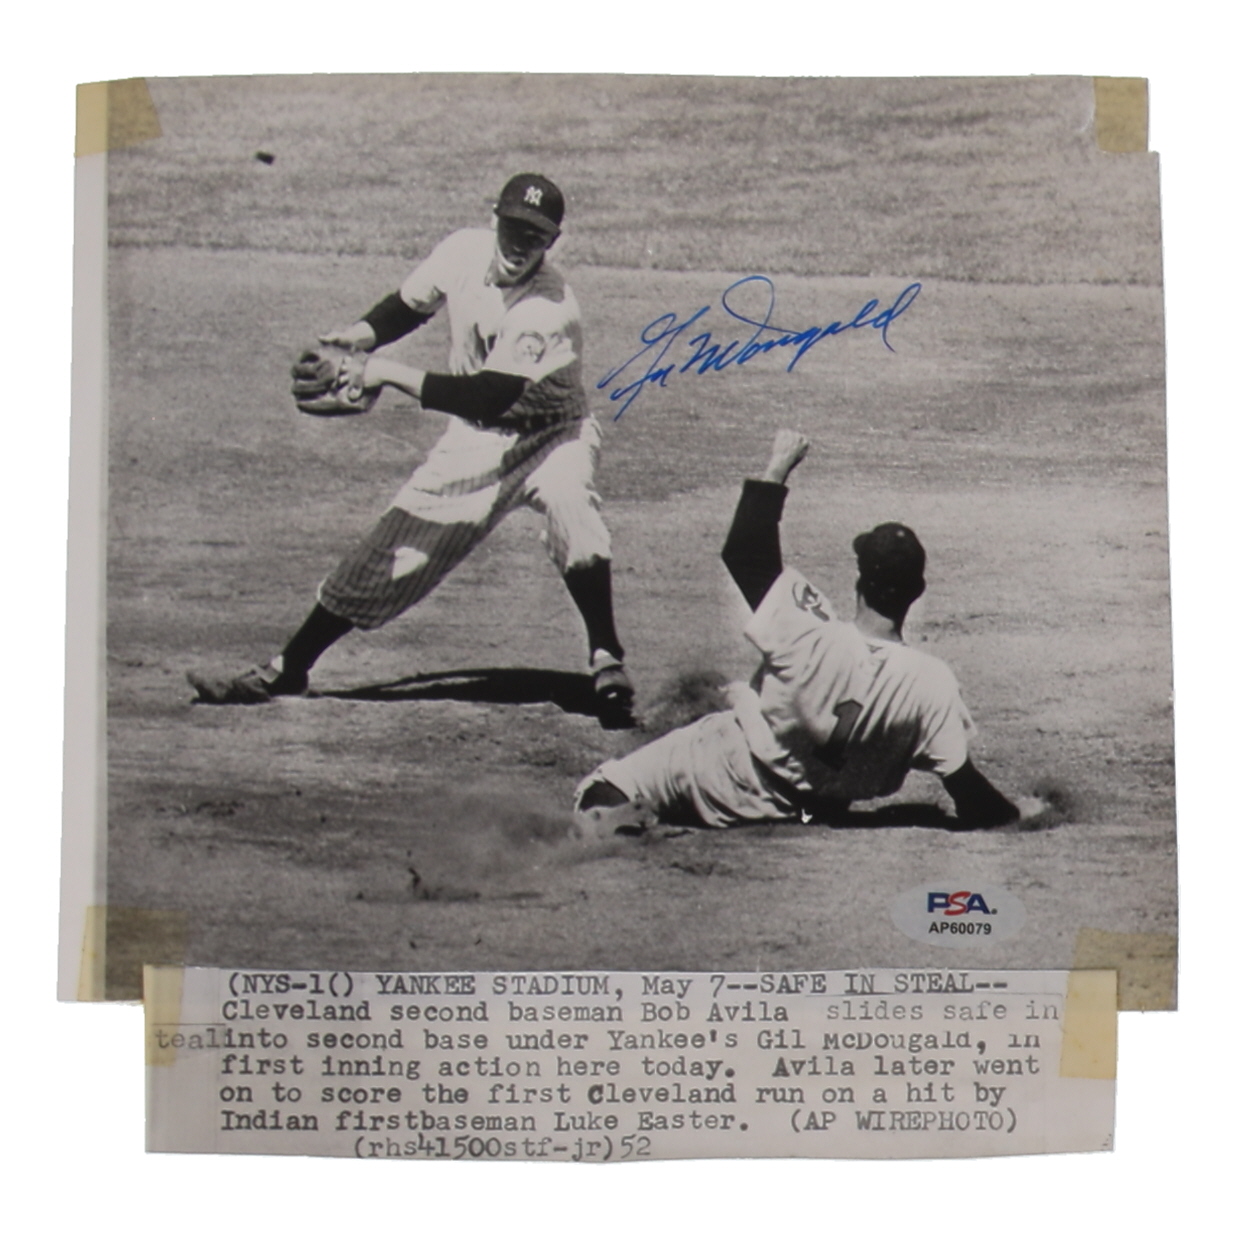 NY
Gil McDougald
1
PSA.
AP60079
(NYS-1() YANKEE STADIUM, May 7--SAFE IN STEAL--
Cleveland second baseman Bob Avila slides safe in
tealinto second base under Yankee's Gil McDougald, in
first inning action here today. Avila later went
on to score the first Cleveland run on a hit by
Indian firstbaseman Luke Easter. (AP WIREPHOTO)
(rhs41500stf-jr)52